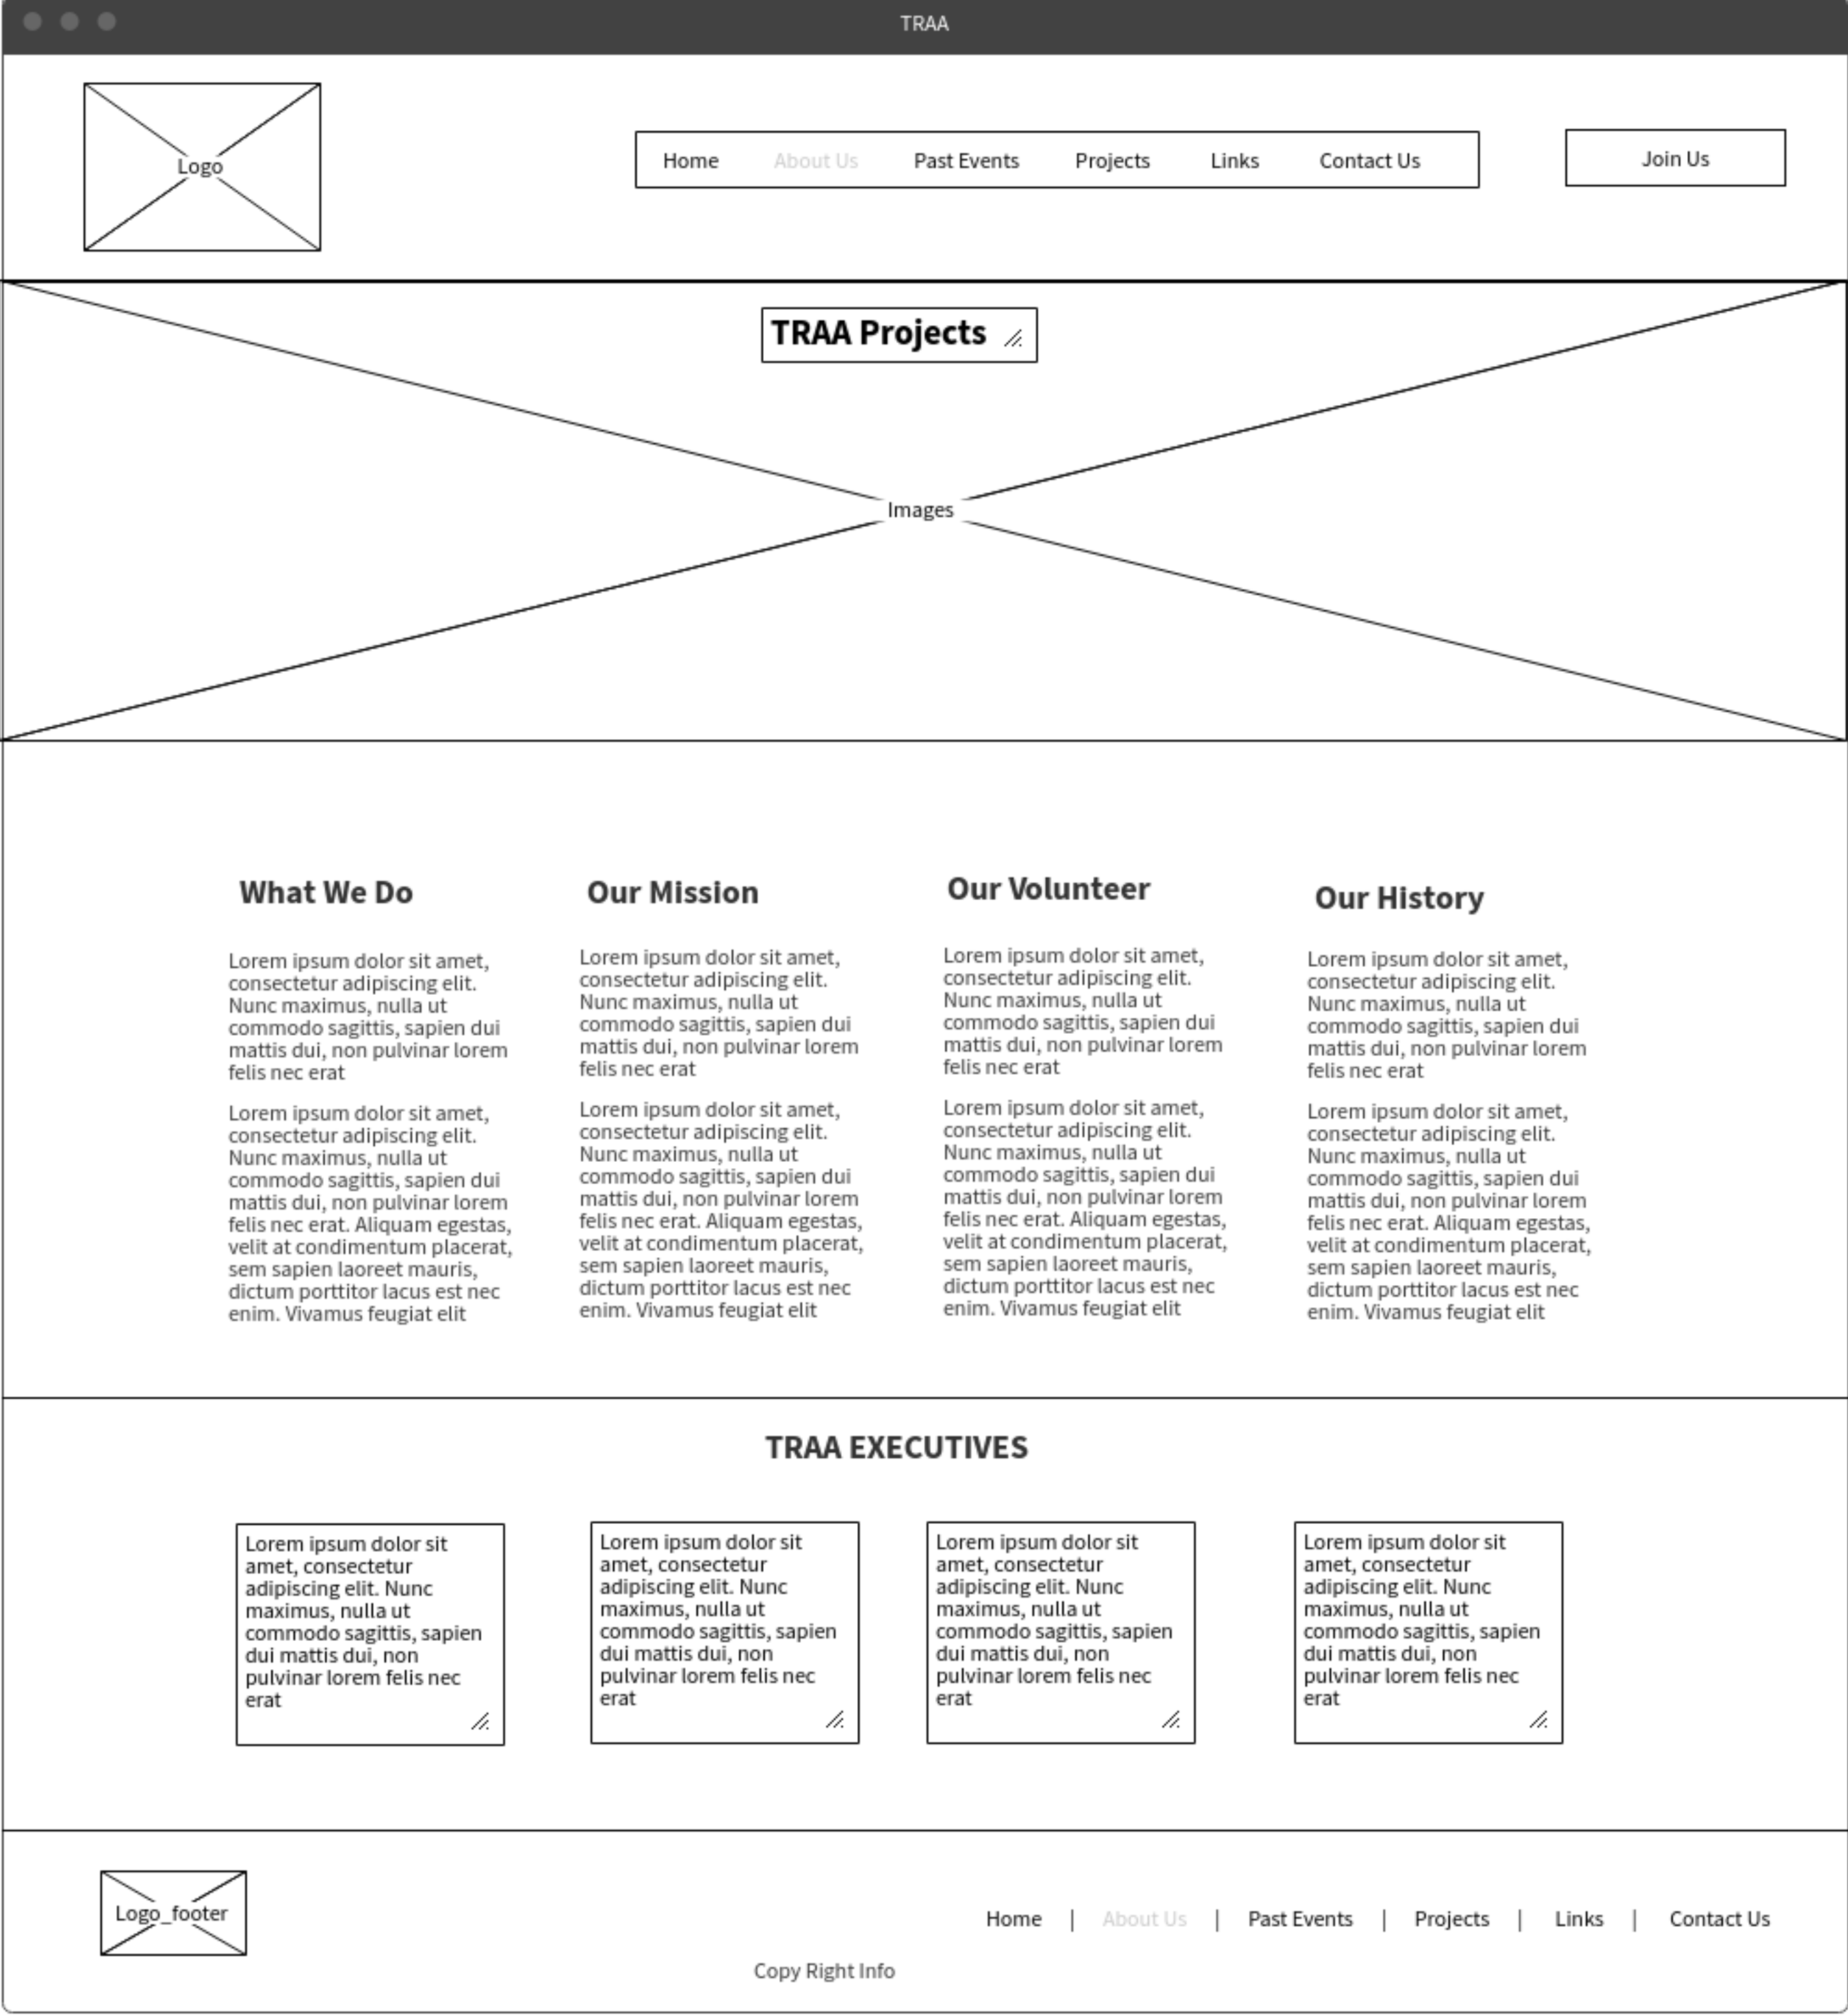 TRAA
Logo
Home About Us Past Events Projects Links Contact Us
Join Us
TRAA Projects
Images
What We Do
Lorem ipsum dolor sit amet,
consectetur adipiscing elit.
Nunc maximus, nulla ut
commodo sagittis, sapien dui
mattis dui, non pulvinar lorem
felis nec erat
Lorem ipsum dolor sit amet,
consectetur adipiscing elit.
Nunc maximus, nulla ut
commodo sagittis, sapien dui
mattis dui, non pulvinar lorem
felis nec erat. Aliquam egestas,
velit at condimentum placerat,
sem sapien laoreet mauris,
dictum porttitor lacus est nec
enim. Vivamus feugiat elit
Our Mission
Lorem ipsum dolor sit amet,
consectetur adipiscing elit.
Nunc maximus, nulla ut
commodo sagittis, sapien dui
mattis dui, non pulvinar lorem
felis nec erat
Lorem ipsum dolor sit amet,
consectetur adipiscing elit.
Nunc maximus, nulla ut
commodo sagittis, sapien dui
mattis dui, non pulvinar lorem
felis nec erat. Aliquam egestas,
velit at condimentum placerat,
sem sapien laoreet mauris,
dictum porttitor lacus est nec
enim. Vivamus feugiat elit
Our Volunteer
Lorem ipsum dolor sit amet,
consectetur adipiscing elit.
Nunc maximus, nulla ut
commodo sagittis, sapien dui
mattis dui, non pulvinar lorem
felis nec erat
Lorem ipsum dolor sit amet,
consectetur adipiscing elit.
Nunc maximus, nulla ut
commodo sagittis, sapien dui
mattis dui, non pulvinar lorem
felis nec erat. Aliquam egestas,
velit at condimentum placerat,
sem sapien laoreet mauris,
dictum porttitor lacus est nec
enim. Vivamus feugiat elit
Our History
Lorem ipsum dolor sit amet,
consectetur adipiscing elit.
Nunc maximus, nulla ut
commodo sagittis, sapien dui
mattis dui, non pulvinar lorem
felis nec erat
Lorem ipsum dolor sit amet,
consectetur adipiscing elit.
Nunc maximus, nulla ut
commodo sagittis, sapien dui
mattis dui, non pulvinar lorem
felis nec erat. Aliquam egestas,
velit at condimentum placerat,
sem sapien laoreet mauris,
dictum porttitor lacus est nec
enim. Vivamus feugiat elit
TRAA EXECUTIVES
Lorem ipsum dolor sit
amet, consectetur
adipiscing elit. Nunc
maximus, nulla ut
commodo sagittis, sapien
dui mattis dui, non
pulvinar lorem felis nec
erat
Lorem ipsum dolor sit
amet, consectetur
adipiscing elit. Nunc
maximus, nulla ut
commodo sagittis, sapien
dui mattis dui, non
pulvinar lorem felis nec
erat
Lorem ipsum dolor sit
amet, consectetur
adipiscing elit. Nunc
maximus, nulla ut
commodo sagittis, sapien
dui mattis dui, non
pulvinar lorem felis nec
erat
Lorem ipsum dolor sit
amet, consectetur
adipiscing elit. Nunc
maximus, nulla ut
commodo sagittis, sapien
dui mattis dui, non
pulvinar lorem felis nec
erat
Logo_footer
Home | About Us | Past Events | Projects | Links | Contact Us
Copy Right Info